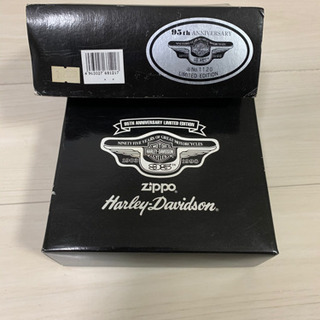 95th ANNIVERSARY
LIMITED EDITION
95TH ANNIVERSARY LIMITED EDITION
NINETY FIVE YEARS OF GREAT MOTORCYCLES
1903
1998
HARLEY-DAVIDSON
zippo
Harley-Davidson